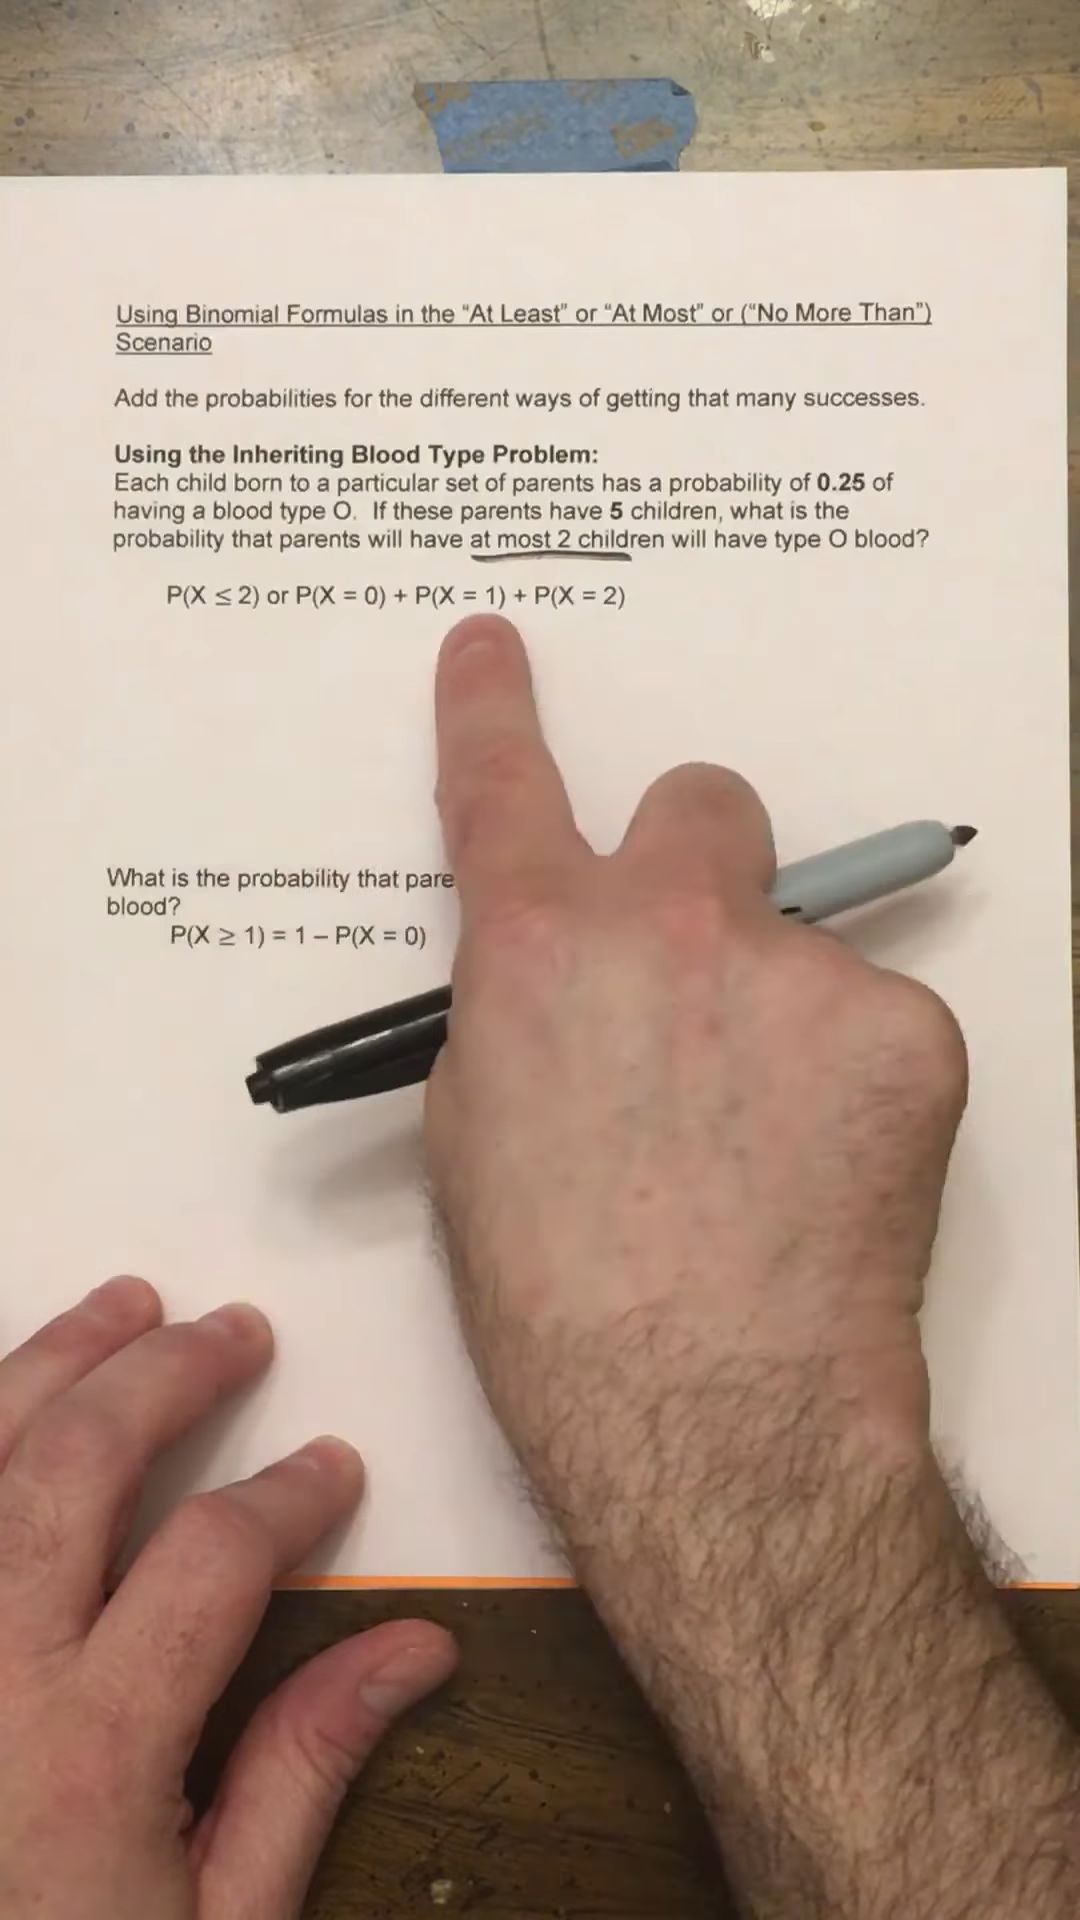 Using Binomial Formulas in the “At Least” or “At Most” or (“No More Than”)
Scenario
Add the probabilities for the different ways of getting that many successes.
Using the Inheriting Blood Type Problem:
Each child born to a particular set of parents has a probability of 0.25 of
having a blood type O. If these parents have 5 children, what is the
probability that parents will have at most 2 children will have type O blood?
P(X ≤ 2) or P(X = 0) + P(X = 1) + P(X = 2)
What is the probability that
blood?
P(X ≥ 1) = 1 – P(X = 0)